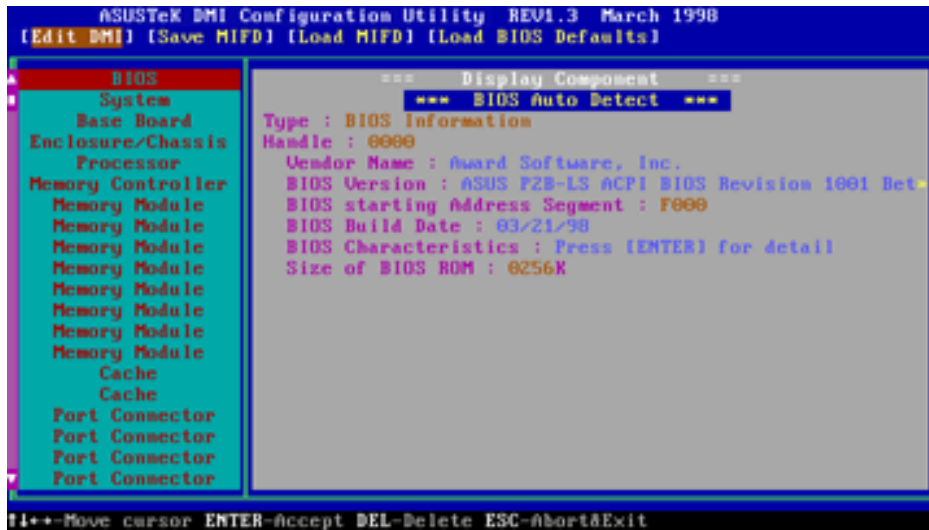 ASUSTeK DMI Configuration Utility REV1.3 March 1998
[Edit DMI] [Save MIFD] [Load MIFD] [Load BIOS Defaults]
BIOS
System
Base Board
Enclosure/Chassis
Processor
Memory Controller
Memory Module
Memory Module
Memory Module
Memory Module
Memory Module
Memory Module
Memory Module
Memory Module
Cache
Cache
Port Connector
Port Connector
Port Connector
Port Connector
=== Display Component ===
*** BIOS Auto Detect ***
Type : BIOS Information
Handle : 0000
Vendor Name : Award Software, Inc.
BIOS Version : ASUS P2B-LS ACPI BIOS Revision 1001 Bet
BIOS starting Address Segment : F000
BIOS Build Date : 03/21/98
BIOS Characteristics : Press [ENTER] for detail
Size of BIOS ROM : 0256K
↑↓←→-Move cursor ENTER-Accept DEL-Delete ESC-Abort&Exit